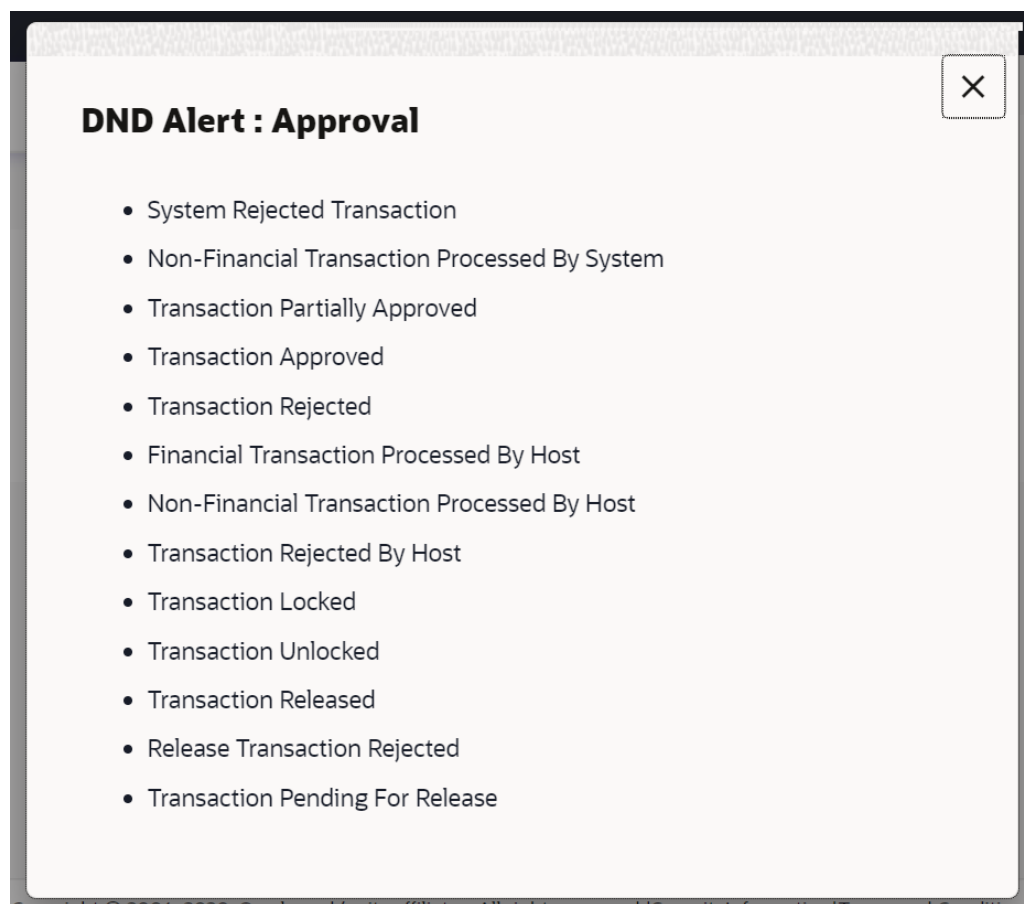 DND Alert : Approval
System Rejected Transaction
Non-Financial Transaction Processed By System
Transaction Partially Approved
Transaction Approved
Transaction Rejected
Financial Transaction Processed By Host
Non-Financial Transaction Processed By Host
Transaction Rejected By Host
Transaction Locked
Transaction Unlocked
Transaction Released
Release Transaction Rejected
Transaction Pending For Release